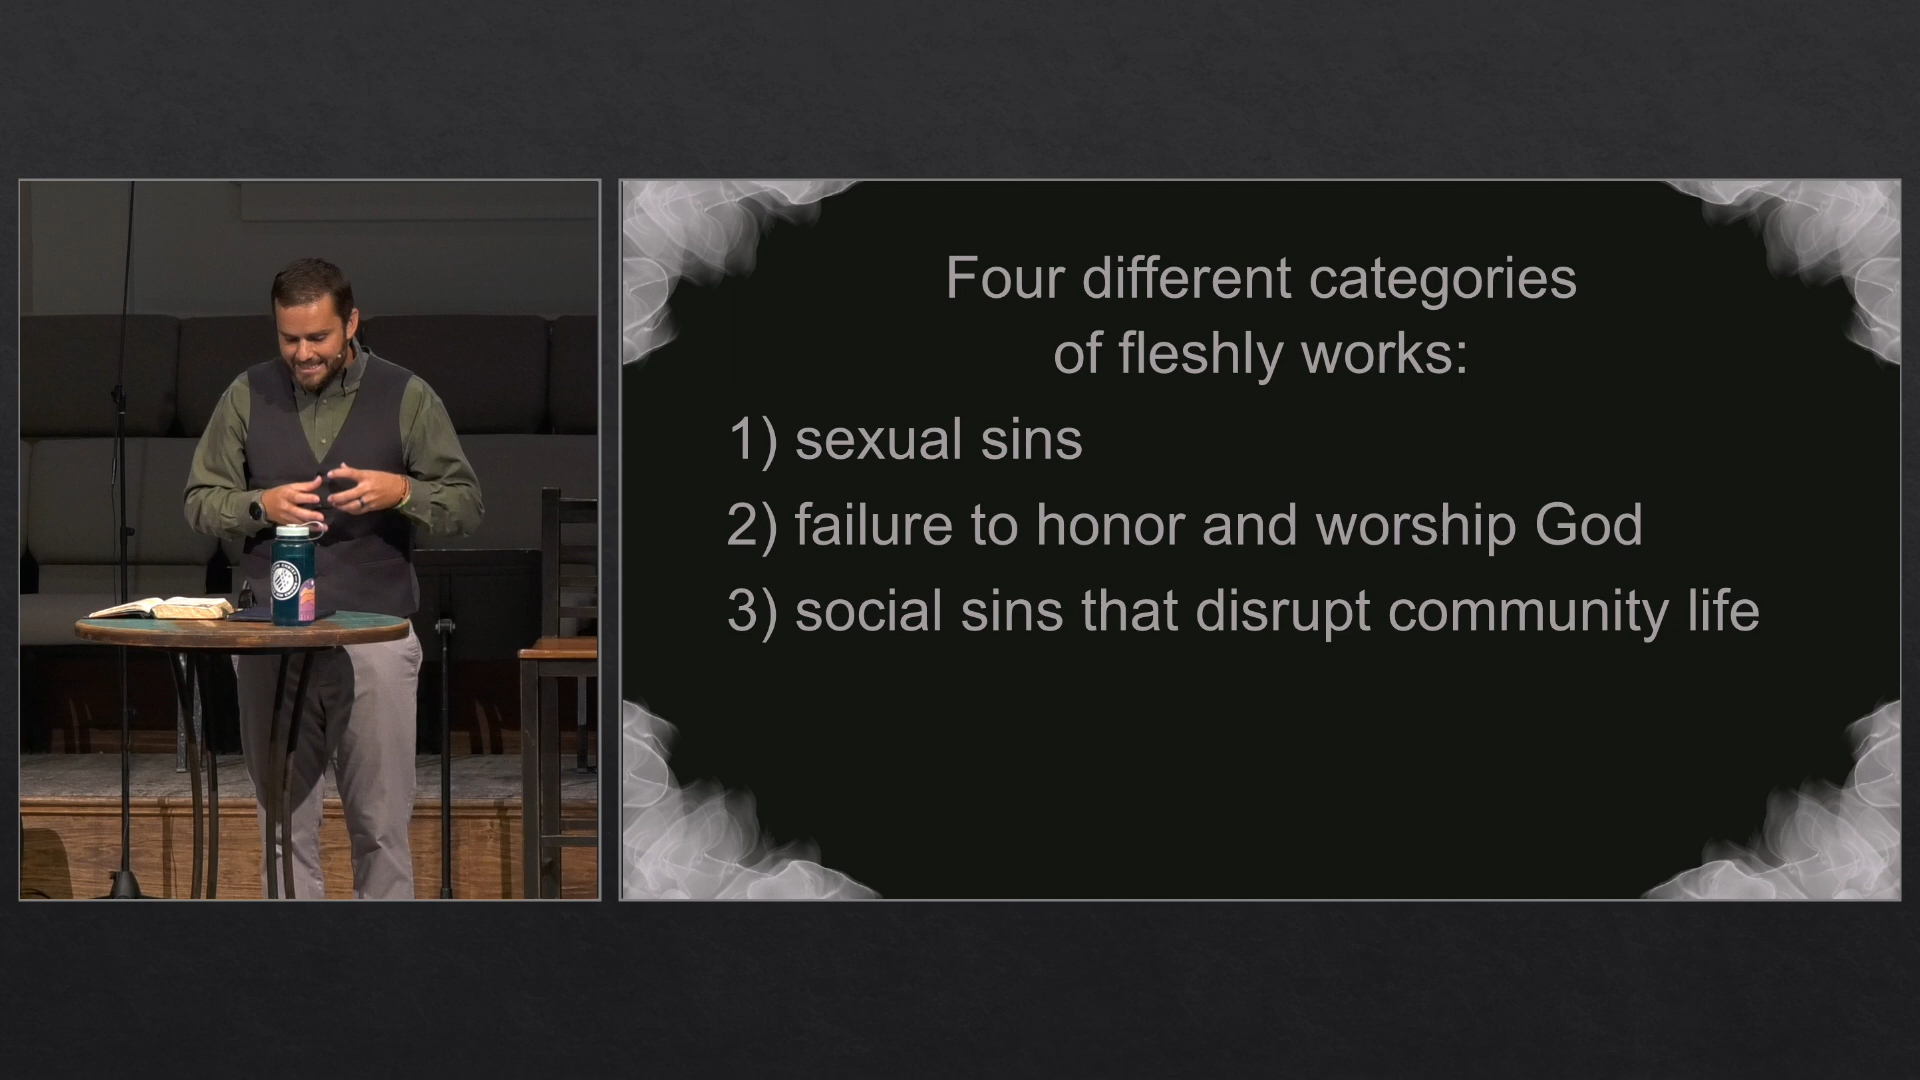 Four different categories
of fleshly works:
1) sexual sins
2) failure to honor and worship God
3) social sins that disrupt community life